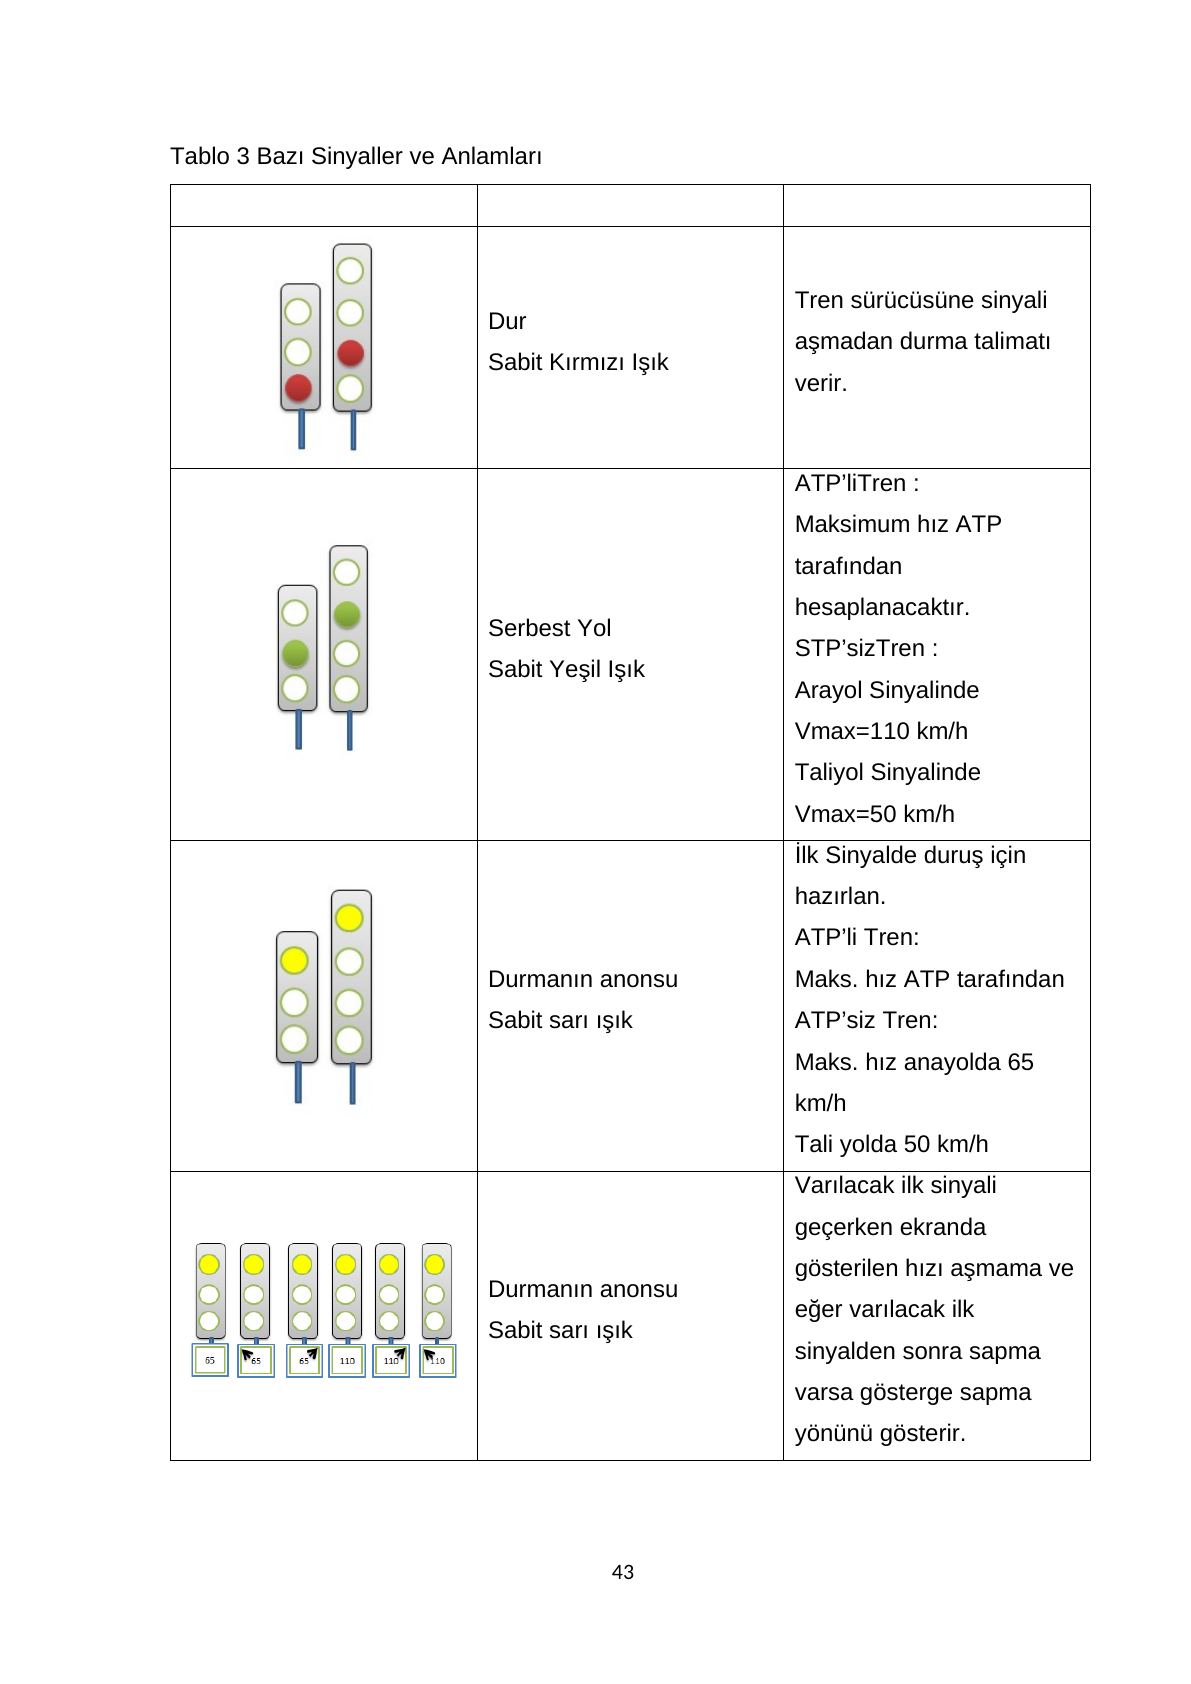 Tablo 3 Bazı Sinyaller ve Anlamları
Dur
Sabit Kırmızı Işık
Tren sürücüsüne sinyali
aşmadan durma talimatı
verir.
Serbest Yol
Sabit Yeşil Işık
ATP’liTren :
Maksimum hız ATP
tarafından
hesaplanacaktır.
STP’sizTren :
Arayol Sinyalinde
Vmax=110 km/h
Taliyol Sinyalinde
Vmax=50 km/h
Durmanın anonsu
Sabit sarı ışık
İlk Sinyalde duruş için
hazırlan.
ATP’li Tren:
Maks. hız ATP tarafından
ATP’siz Tren:
Maks. hız anayolda 65
km/h
Tali yolda 50 km/h
65 65 65 110 110 110
Durmanın anonsu
Sabit sarı ışık
Varılacak ilk sinyali
geçerken ekranda
gösterilen hızı aşmama ve
eğer varılacak ilk
sinyalden sonra sapma
varsa gösterge sapma
yönünü gösterir.
43